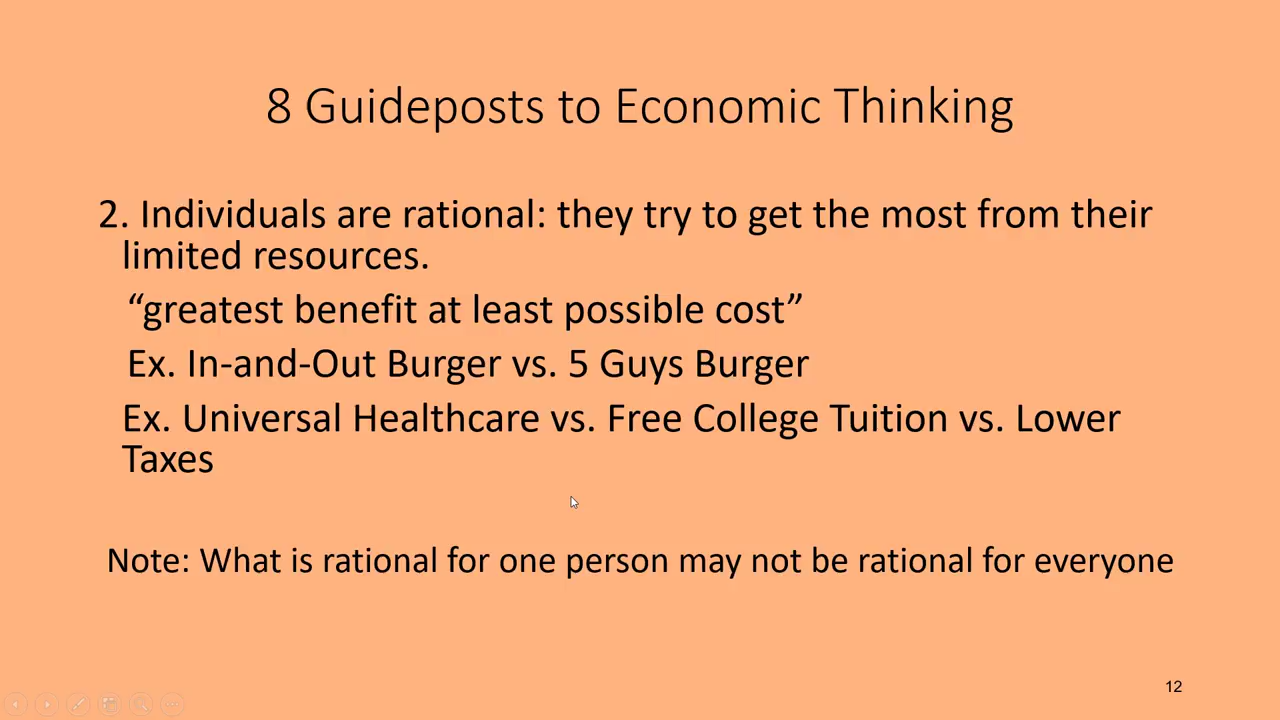 8 Guideposts to Economic Thinking
2. Individuals are rational: they try to get the most from their
limited resources.
“greatest benefit at least possible cost”
Ex. In-and-Out Burger vs. 5 Guys Burger
Ex. Universal Healthcare vs. Free College Tuition vs. Lower
Taxes
Note: What is rational for one person may not be rational for everyone
12